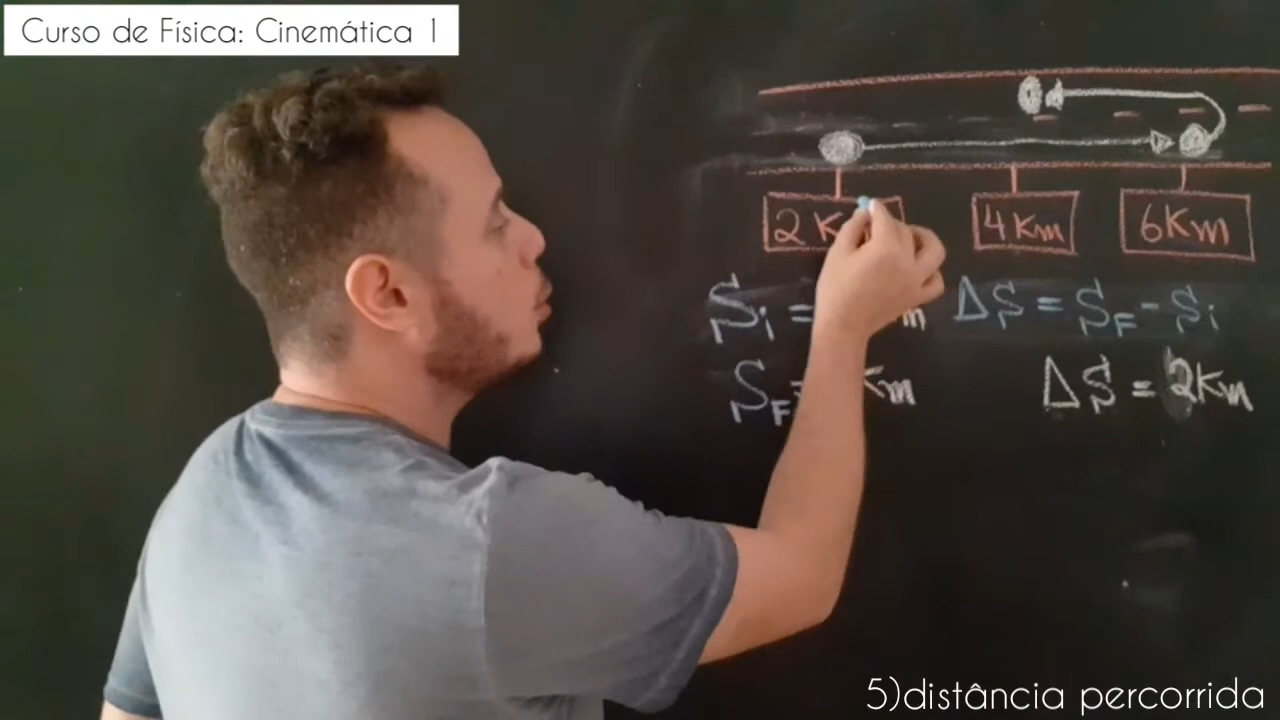 Curso de Física: Cinemática 1
2 K
4 Km
6 Km
Si = m ΔS = SF - Si
SF = Km ΔS = 2 Km
5)distância percorrida